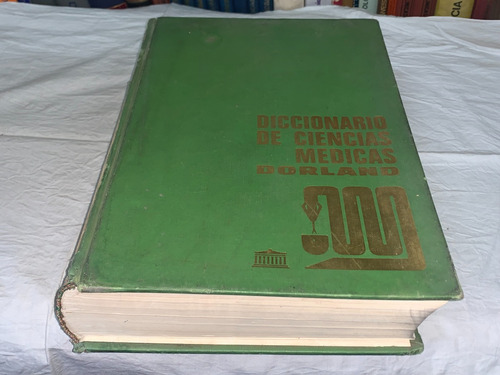 DICCIONARIO
DE CIENCIAS
MEDICAS
DORLAND